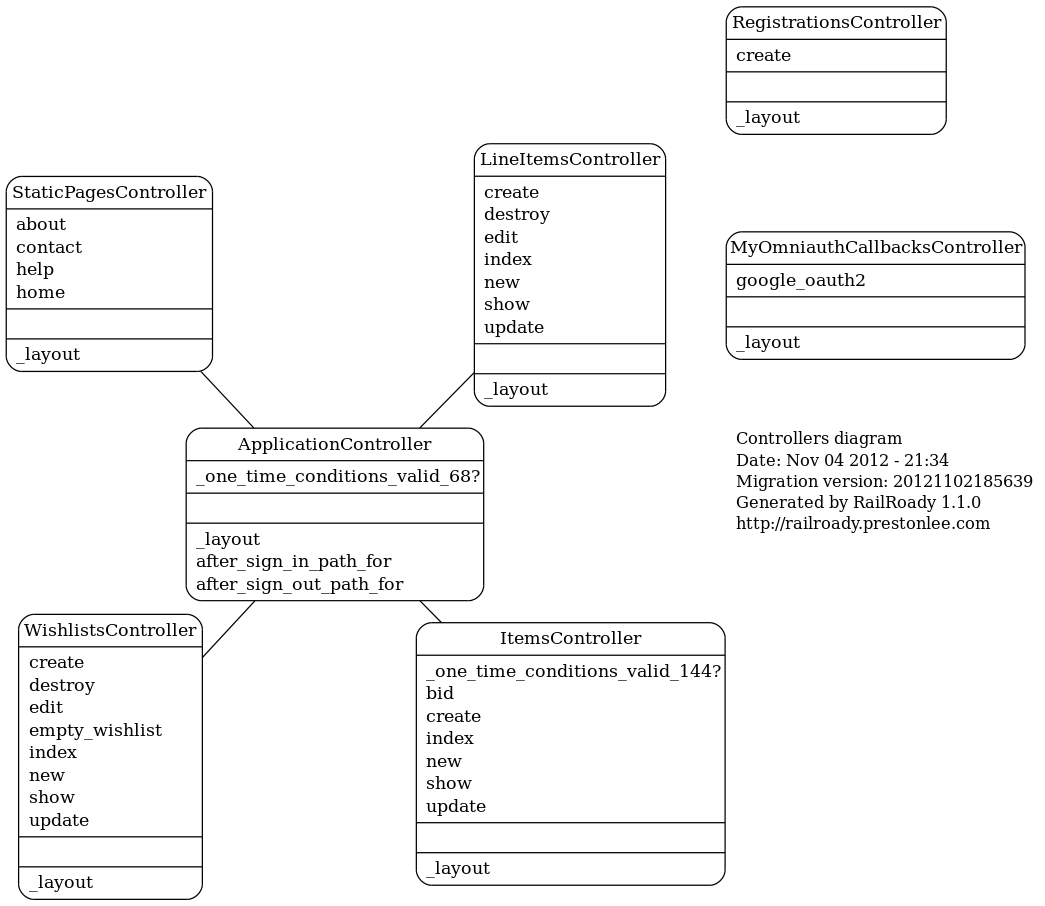 RegistrationsController
create
_layout
LineItemsController
create
destroy
edit
index
new
show
update
_layout
StaticPagesController
about
contact
help
home
_layout
MyOmniauthCallbacksController
google_oauth2
_layout
ApplicationController
_one_time_conditions_valid_68?
_layout
after_sign_in_path_for
after_sign_out_path_for
Controllers diagram
Date: Nov 04 2012 - 21:34
Migration version: 20121102185639
Generated by RailRoady 1.1.0
http://railroady.prestonlee.com
WishlistsController
create
destroy
edit
empty_wishlist
index
new
show
update
_layout
ItemsController
_one_time_conditions_valid_144?
bid
create
index
new
show
update
_layout